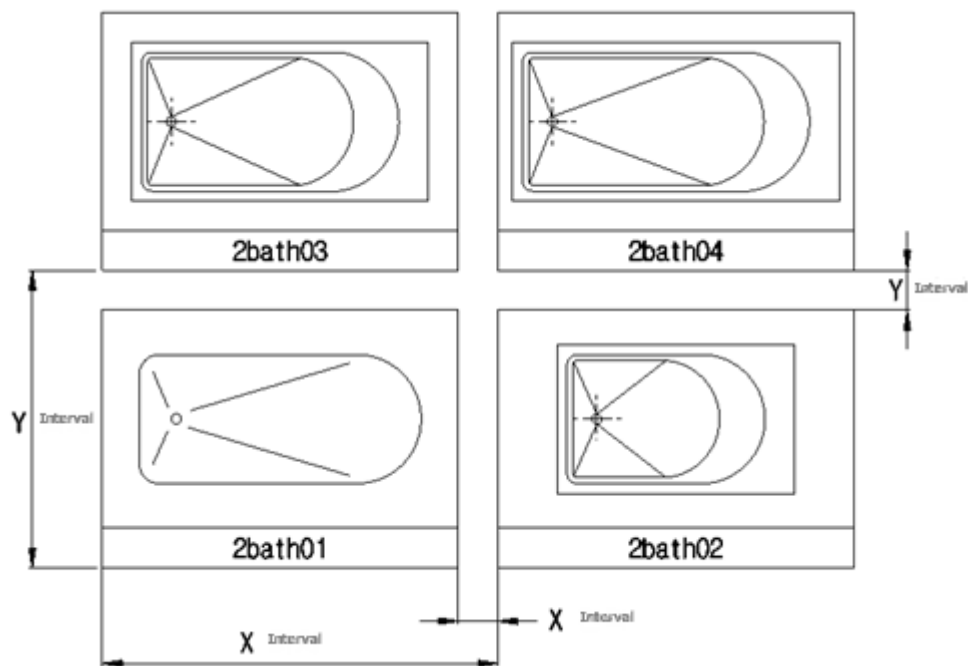 2bath03
2bath04
Y Interval
Y Interval
2bath01
2bath02
X Interval
X Interval